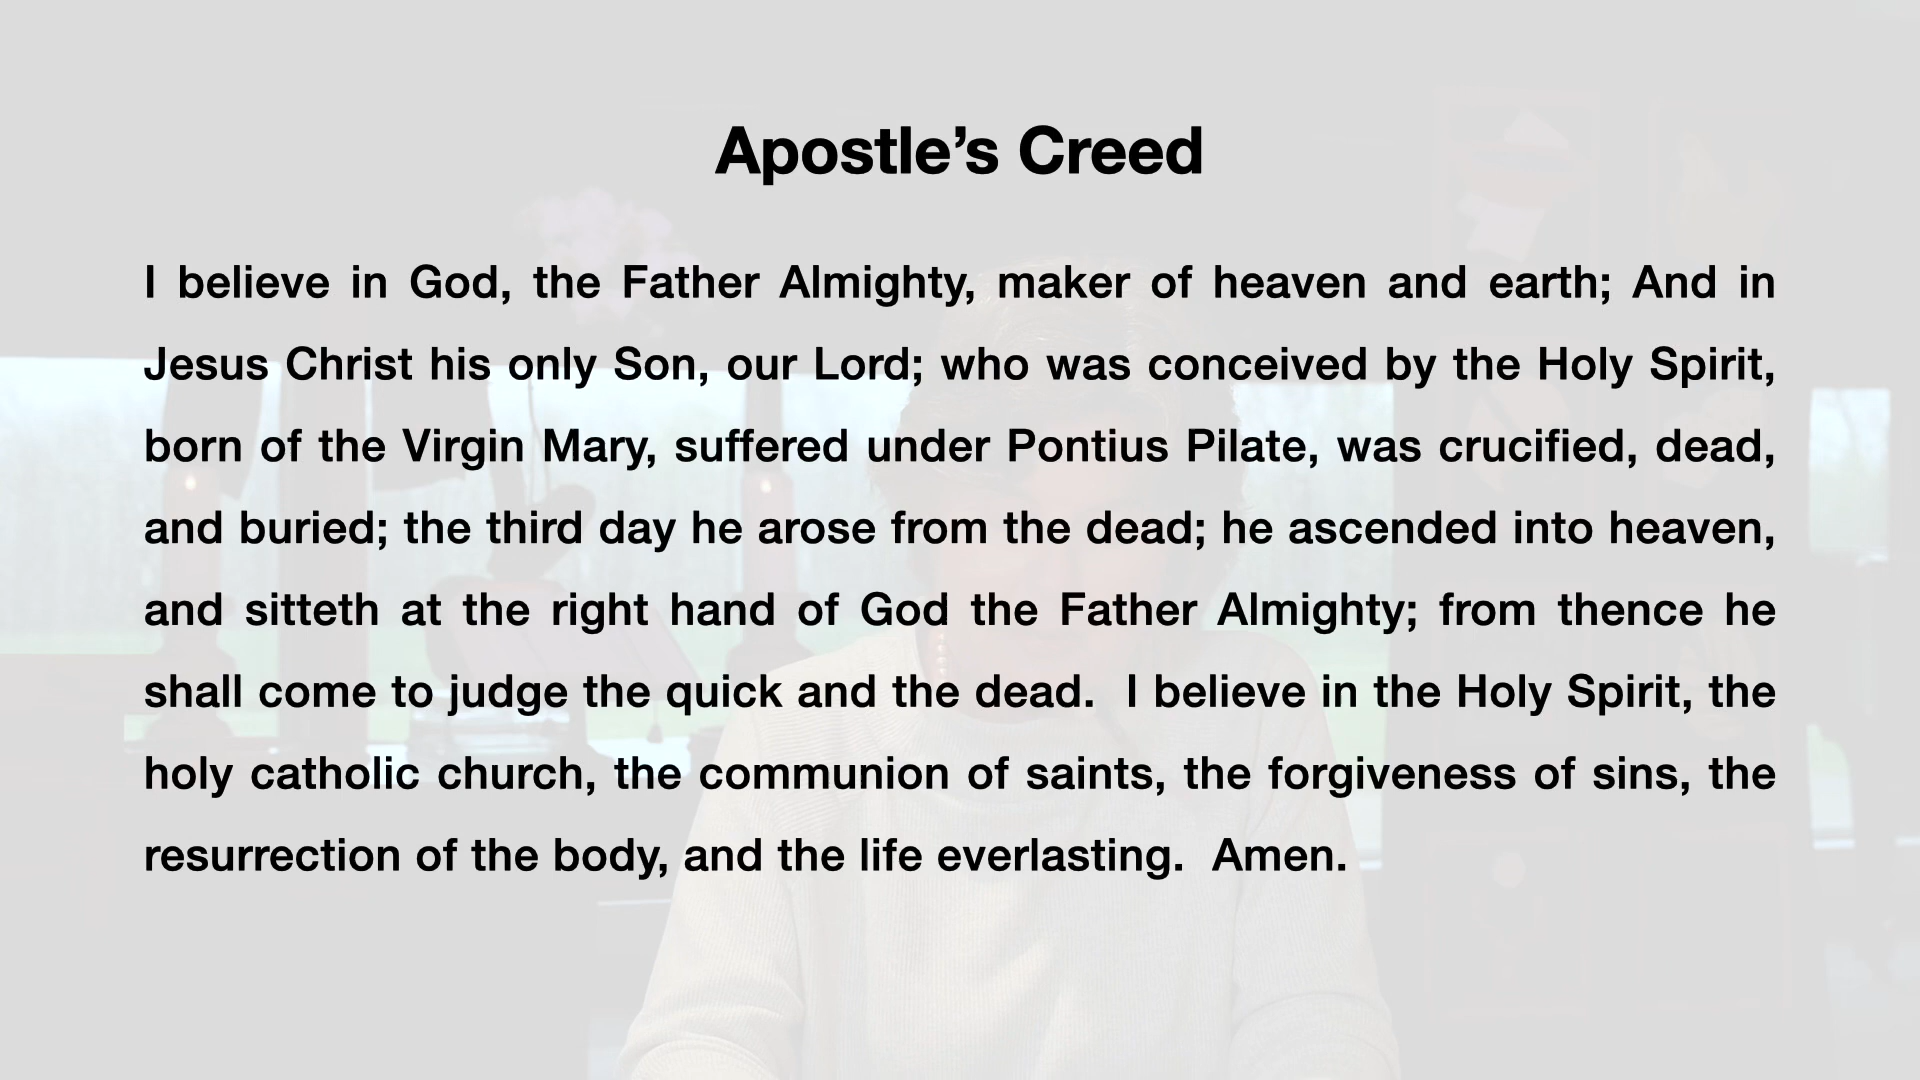 Apostle’s Creed
I believe in God, the Father Almighty, maker of heaven and earth; And in
Jesus Christ his only Son, our Lord; who was conceived by the Holy Spirit,
born of the Virgin Mary, suffered under Pontius Pilate, was crucified, dead,
and buried; the third day he arose from the dead; he ascended into heaven,
and sitteth at the right hand of God the Father Almighty; from thence he
shall come to judge the quick and the dead.  I believe in the Holy Spirit, the
holy catholic church, the communion of saints, the forgiveness of sins, the
resurrection of the body, and the life everlasting.  Amen.